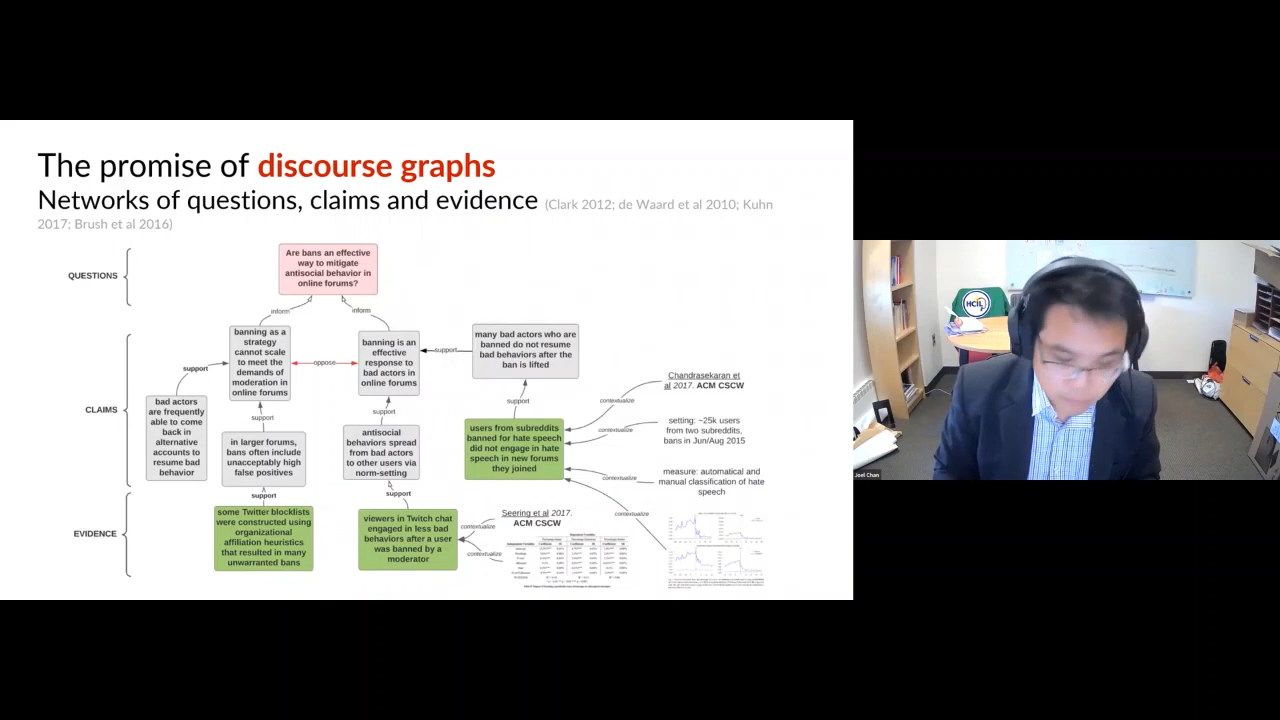 The promise of discourse graphs
Networks of questions, claims and evidence (Clark 2012; de Waard et al 2010; Kuhn
2017; Brush et al 2016)
QUESTIONS
Are bans an effective
way to mitigate
antisocial behavior in
online forums?
inform
inform
CLAIMS
banning as a
strategy
cannot scale
to meet the
demands of
moderation in
online forums
oppose
banning is an
effective
response to
bad actors in
online forums
support
many bad actors who are
banned do not resume
bad behaviors after the
ban is lifted
support
bad actors
are frequently
able to come
back in
alternative
accounts to
resume bad
behavior
support
in larger forums,
bans often include
unacceptably high
false positives
support
antisocial
behaviors spread
from bad actors
to other users via
norm-setting
support
users from subreddits
banned for hate speech
did not engage in hate
speech in new forums
they joined
contextualize
Chandrasekaran et
al 2017. ACM CSCW
contextualize
setting: ~25k users
from two subreddits,
bans in Jun/Aug 2015
contextualize
measure: automatical and
manual classification of hate
speech
contextualize
EVIDENCE
support
some Twitter blocklists
were constructed using
organizational
affiliation heuristics
that resulted in many
unwarranted bans
support
viewers in Twitch chat
engaged in less bad
behaviors after a user
was banned by a
moderator
contextualize
Seering et al 2017.
ACM CSCW
contextualize
HCIL
Joel Chan